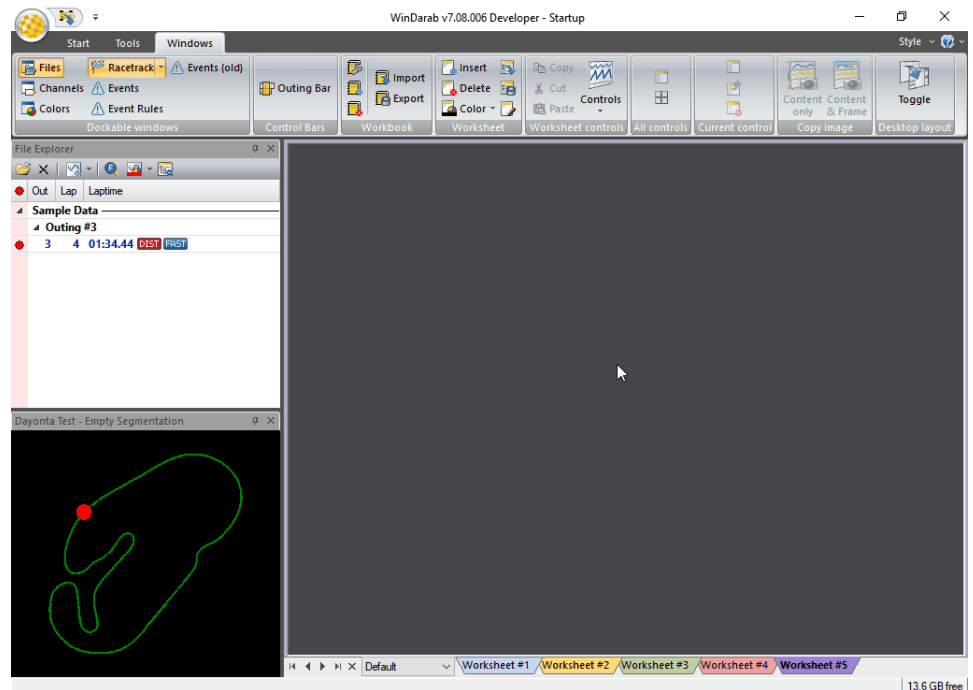 WinDarab v7.08.006 Developer - Startup
Start Tools Windows Style
Files Racetrack Events (old)
Channels Events
Colors Event Rules
Dockable windows
Outing Bar
Control Bars
Import
Export
Workbook
Insert
Delete
Color
Worksheet
Copy
Cut
Paste
Controls
Worksheet controls
All controls
Current control
Content only
Content & Frame
Copy image
Toggle
Desktop layout
File Explorer
Out Lap Laptime
Sample Data
Outing #3
3 4 01:34.44 DIST FAST
Dayonta Test - Empty Segmentation
Default Worksheet #1 Worksheet #2 Worksheet #3 Worksheet #4 Worksheet #5
13.6 GB free